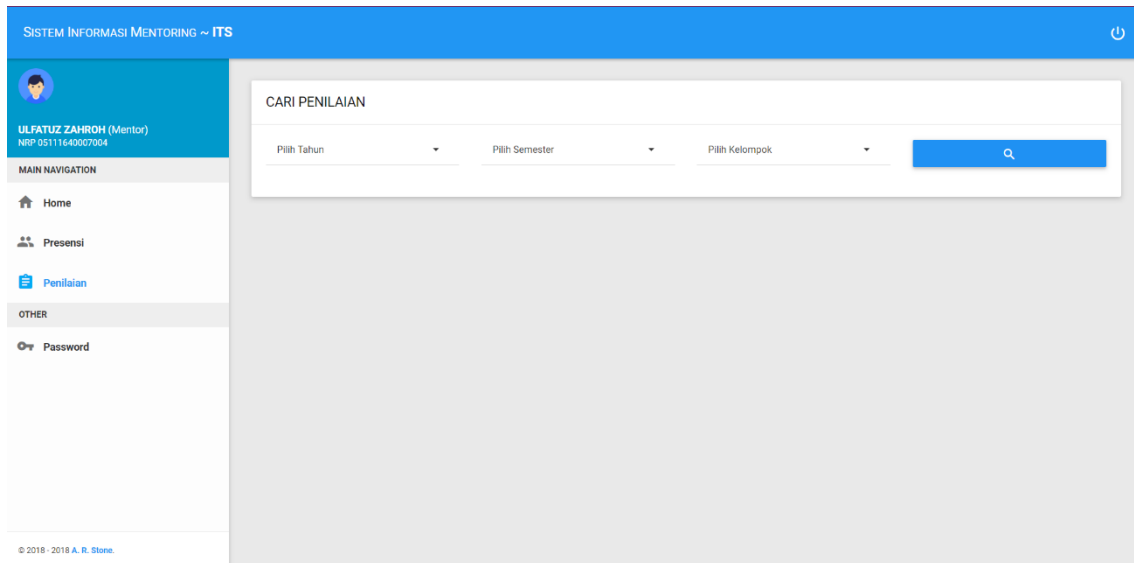 SISTEM INFORMASI MENTORING ~ ITS
ULFATUZ ZAHROH (Mentor)
NRP 05111640007004
MAIN NAVIGATION
Home
Presensi
Penilaian
OTHER
Password
© 2018 - 2018 A. R. Stone.
CARI PENILAIAN
Pilih Tahun
Pilih Semester
Pilih Kelompok